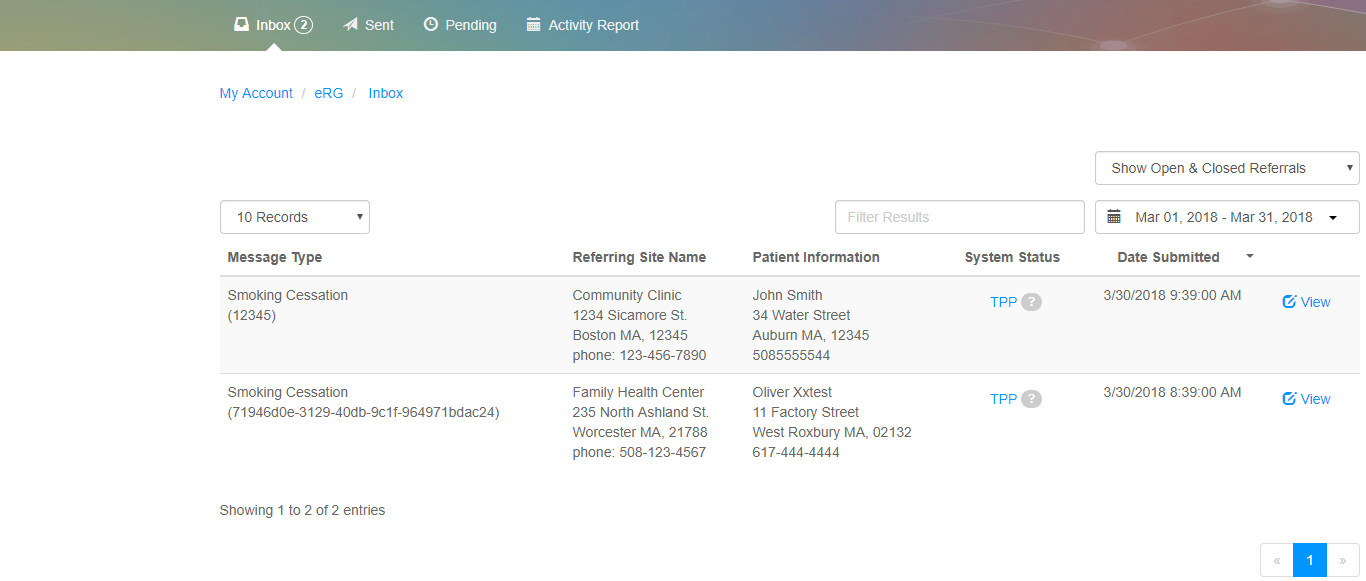 Inbox 2 Sent Pending Activity Report
My Account / eRG / Inbox
Show Open & Closed Referrals
10 Records Filter Results Mar 01, 2018 - Mar 31, 2018
Message Type Referring Site Name Patient Information System Status Date Submitted
Smoking Cessation Community Clinic John Smith TPP ? 3/30/2018 9:39:00 AM View
(12345) 1234 Sicamore St. 34 Water Street
Boston MA, 12345 Auburn MA, 12345
phone: 123-456-7890 5085555544
Smoking Cessation Family Health Center Oliver Xxtest TPP ? 3/30/2018 8:39:00 AM View
(71946d0e-3129-40db-9c1f-964971bdac24) 235 North Ashland St. 11 Factory Street
Worcester MA, 21788 West Roxbury MA, 02132
phone: 508-123-4567 617-444-4444
Showing 1 to 2 of 2 entries
« 1 »